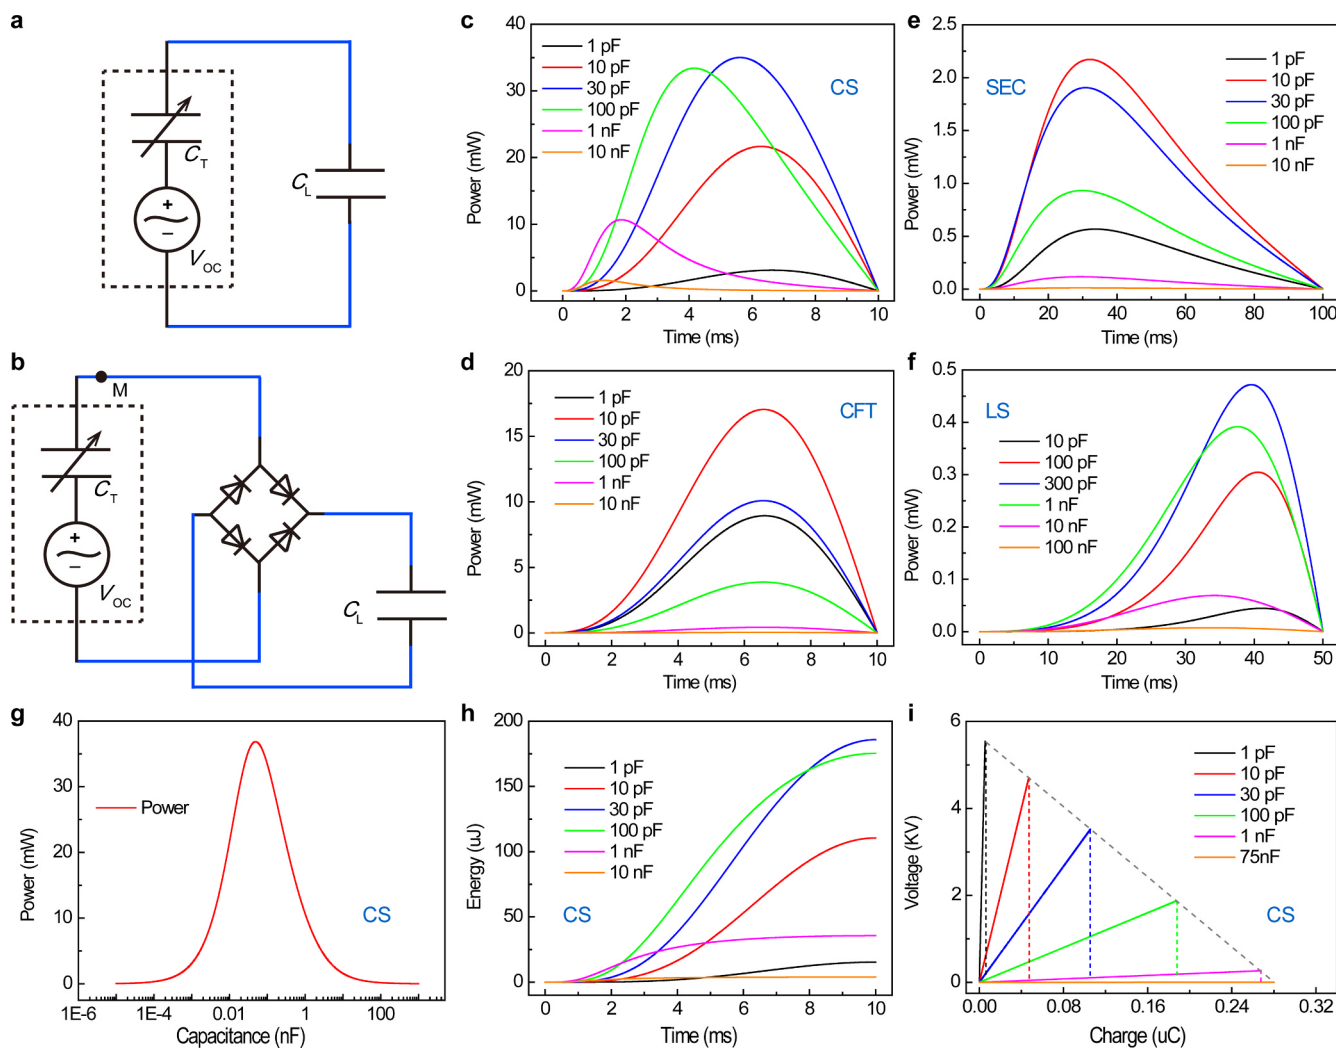 a
C_T
+
−
V_OC
C_L
b
M
C_T
+
−
V_OC
C_L
c
Power (mW)
40
30
20
10
0
1 pF
10 pF
30 pF
100 pF
1 nF
10 nF
CS
0 2 4 6 8 10
Time (ms)
e
Power (mW)
2.5
2.0
1.5
1.0
0.5
0.0
SEC
1 pF
10 pF
30 pF
100 pF
1 nF
10 nF
0 20 40 60 80 100
Time (ms)
d
Power (mW)
20
15
10
5
0
1 pF
10 pF
30 pF
100 pF
1 nF
10 nF
CFT
0 2 4 6 8 10
Time (ms)
f
Power (mW)
0.5
0.4
0.3
0.2
0.1
0.0
LS
10 pF
100 pF
300 pF
1 nF
10 nF
100 nF
0 10 20 30 40 50
Time (ms)
g
Power (mW)
40
30
20
10
0
Power
CS
1E-6 1E-4 0.01 1 100
Capacitance (nF)
h
Energy (uJ)
200
150
100
50
0
1 pF
10 pF
30 pF
100 pF
1 nF
10 nF
CS
0 2 4 6 8 10
Time (ms)
i
Voltage (KV)
6
4
2
0
1 pF
10 pF
30 pF
100 pF
1 nF
75nF
CS
0.00 0.08 0.16 0.24 0.32
Charge (uC)